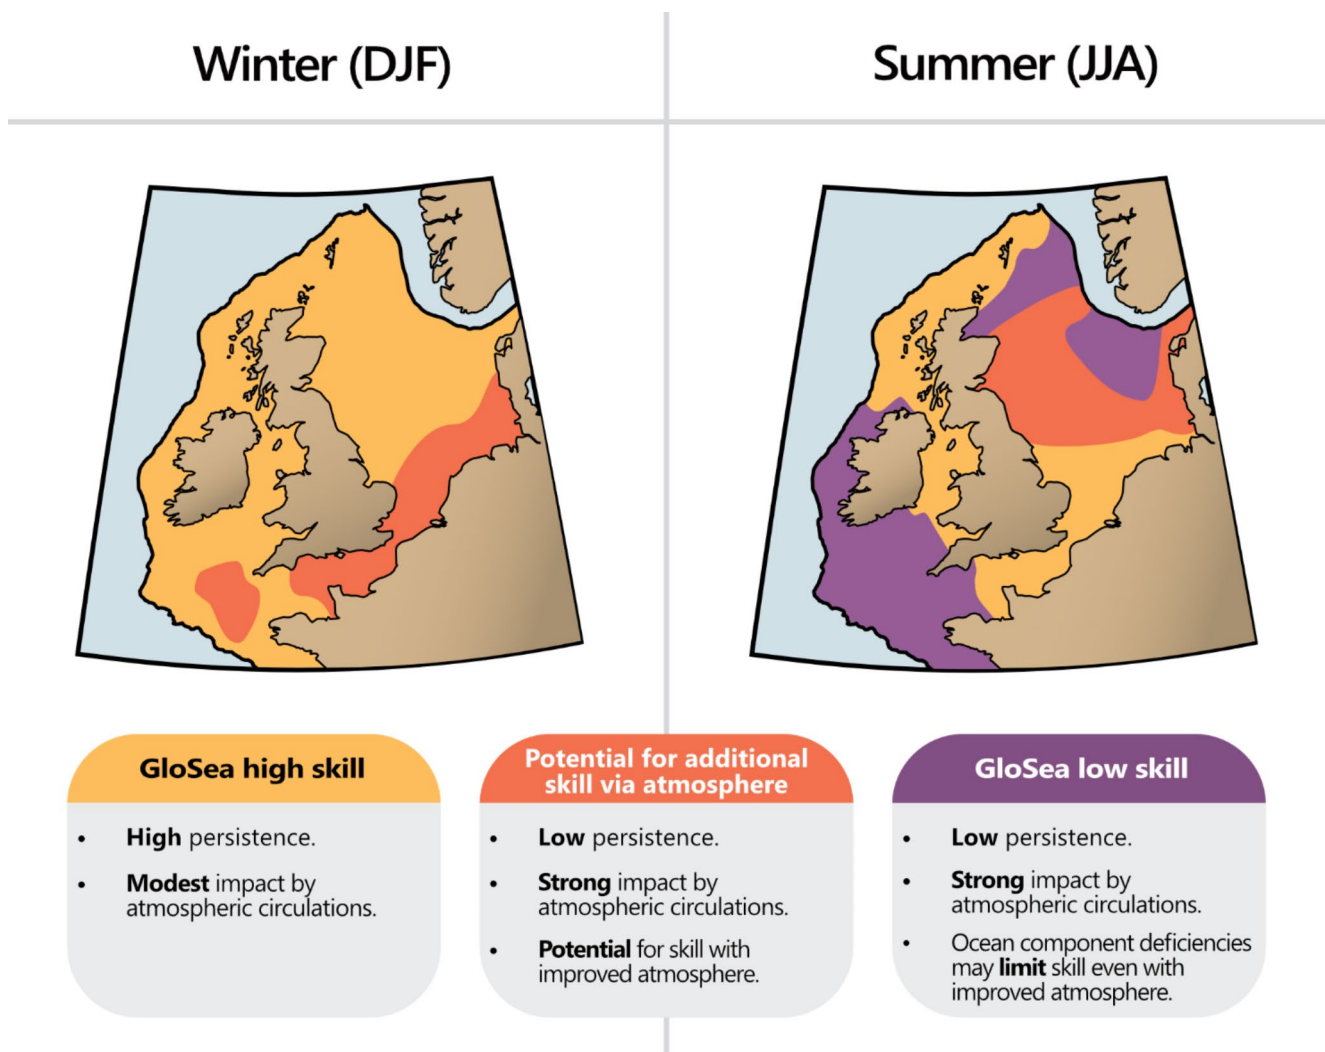 Winter (DJF)
Summer (JJA)
GloSea high skill
• High persistence.
• Modest impact by
atmospheric circulations.
Potential for additional
skill via atmosphere
• Low persistence.
• Strong impact by
atmospheric circulations.
• Potential for skill with
improved atmosphere.
GloSea low skill
• Low persistence.
• Strong impact by
atmospheric circulations.
• Ocean component deficiencies
may limit skill even with
improved atmosphere.